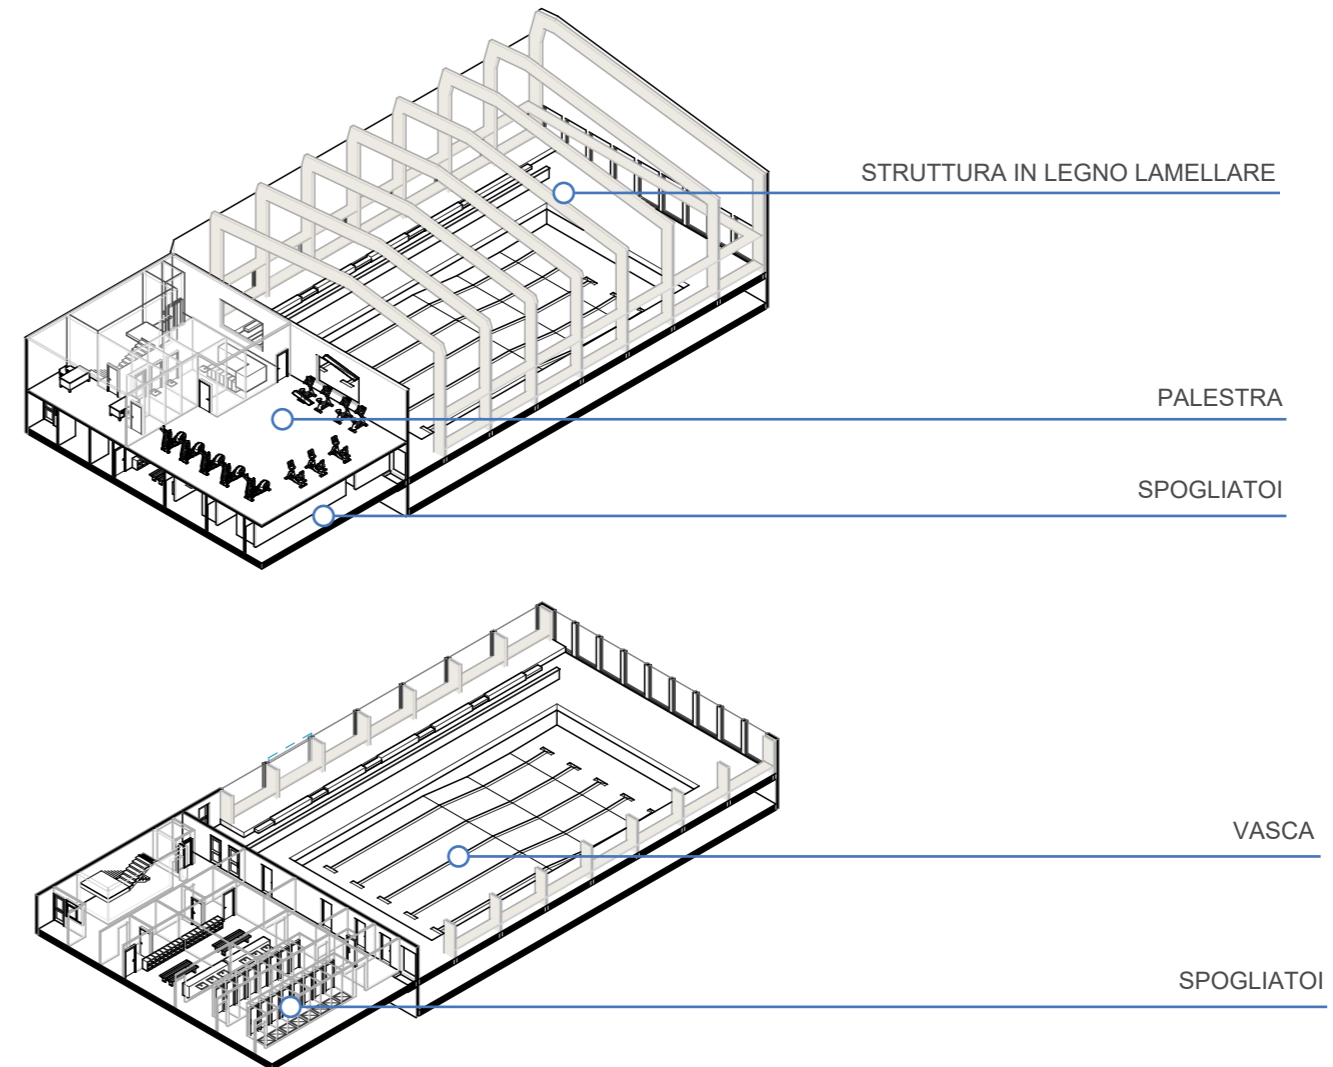 STRUTTURA IN LEGNO LAMELLARE
PALESTRA
SPOGLIATOI
VASCA
SPOGLIATOI